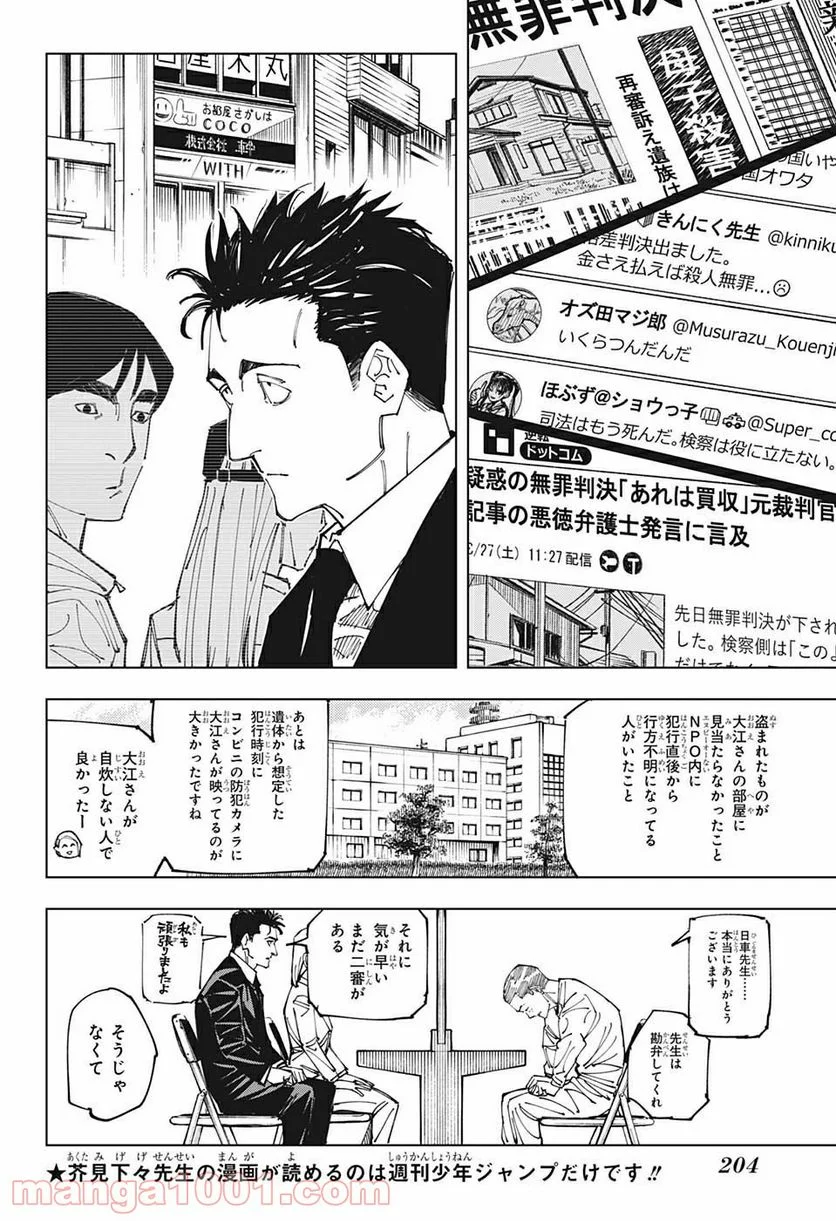 無罪判決
母子殺害
再審訴え遺族は
国オワタ
きんにく先生 @kinniku
判決出ました。
金さえ払えば殺人無罪…☹
オズ田マジ郎 @Musurazu_Kouenji
いくらつんだんだ
ほぶず@ショウっ子 @Super_co
司法はもう死んだ。検察は役に立たない。
逆転
ドットコム
疑惑の無罪判決「あれは買収」元裁判官
記事の悪徳弁護士発言に言及
/27(土) 11:27配信
先日無罪判決が下され
した。検察側は「このよ
お部屋さがしは
COCO
株式会社
WITH
盗まれたものが
大江さんの部屋に
見当たらなかったこと
NPO内に
犯行直後から
行方不明になってる
人がいたこと
あとは
遺体から想定した
犯行時刻に
コンビニの防犯カメラに
大江さんが映ってるのが
大きかったですね
大江さんが
自炊しない人で
良かったー
日車先生……
本当にありがとう
ございます
先生は
勘弁してくれ
それに
気が早い
まだ二審が
ある
私も
頑張りましたよ
そうじゃ
なくて
★芥見下々先生の漫画が読めるのは週刊少年ジャンプだけです!!
204
manga1001.com